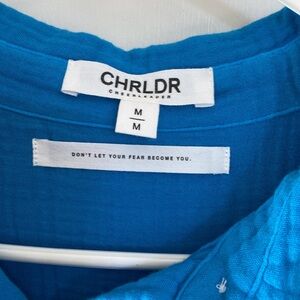 CHRLDR
CHEERLEADER
M
M
DON'T LET YOUR FEAR BECOME YOU.